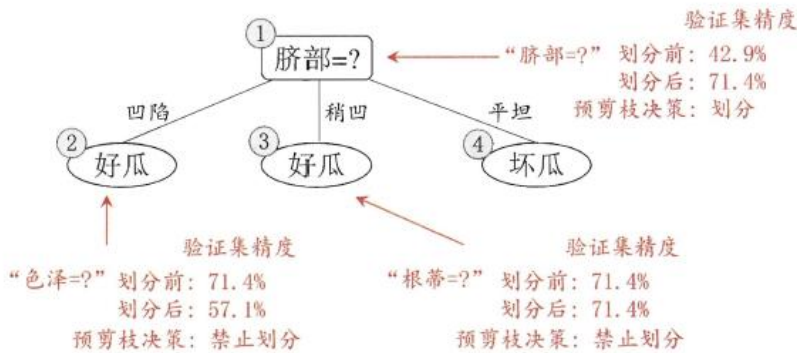 验证集精度
①
脐部=?
“脐部=?” 划分前: 42.9%
划分后: 71.4%
预剪枝决策: 划分
凹陷
稍凹
平坦
②
好瓜
③
好瓜
④
坏瓜
验证集精度
“色泽=?” 划分前: 71.4%
划分后: 57.1%
预剪枝决策: 禁止划分
验证集精度
“根蒂=?” 划分前: 71.4%
划分后: 71.4%
预剪枝决策: 禁止划分